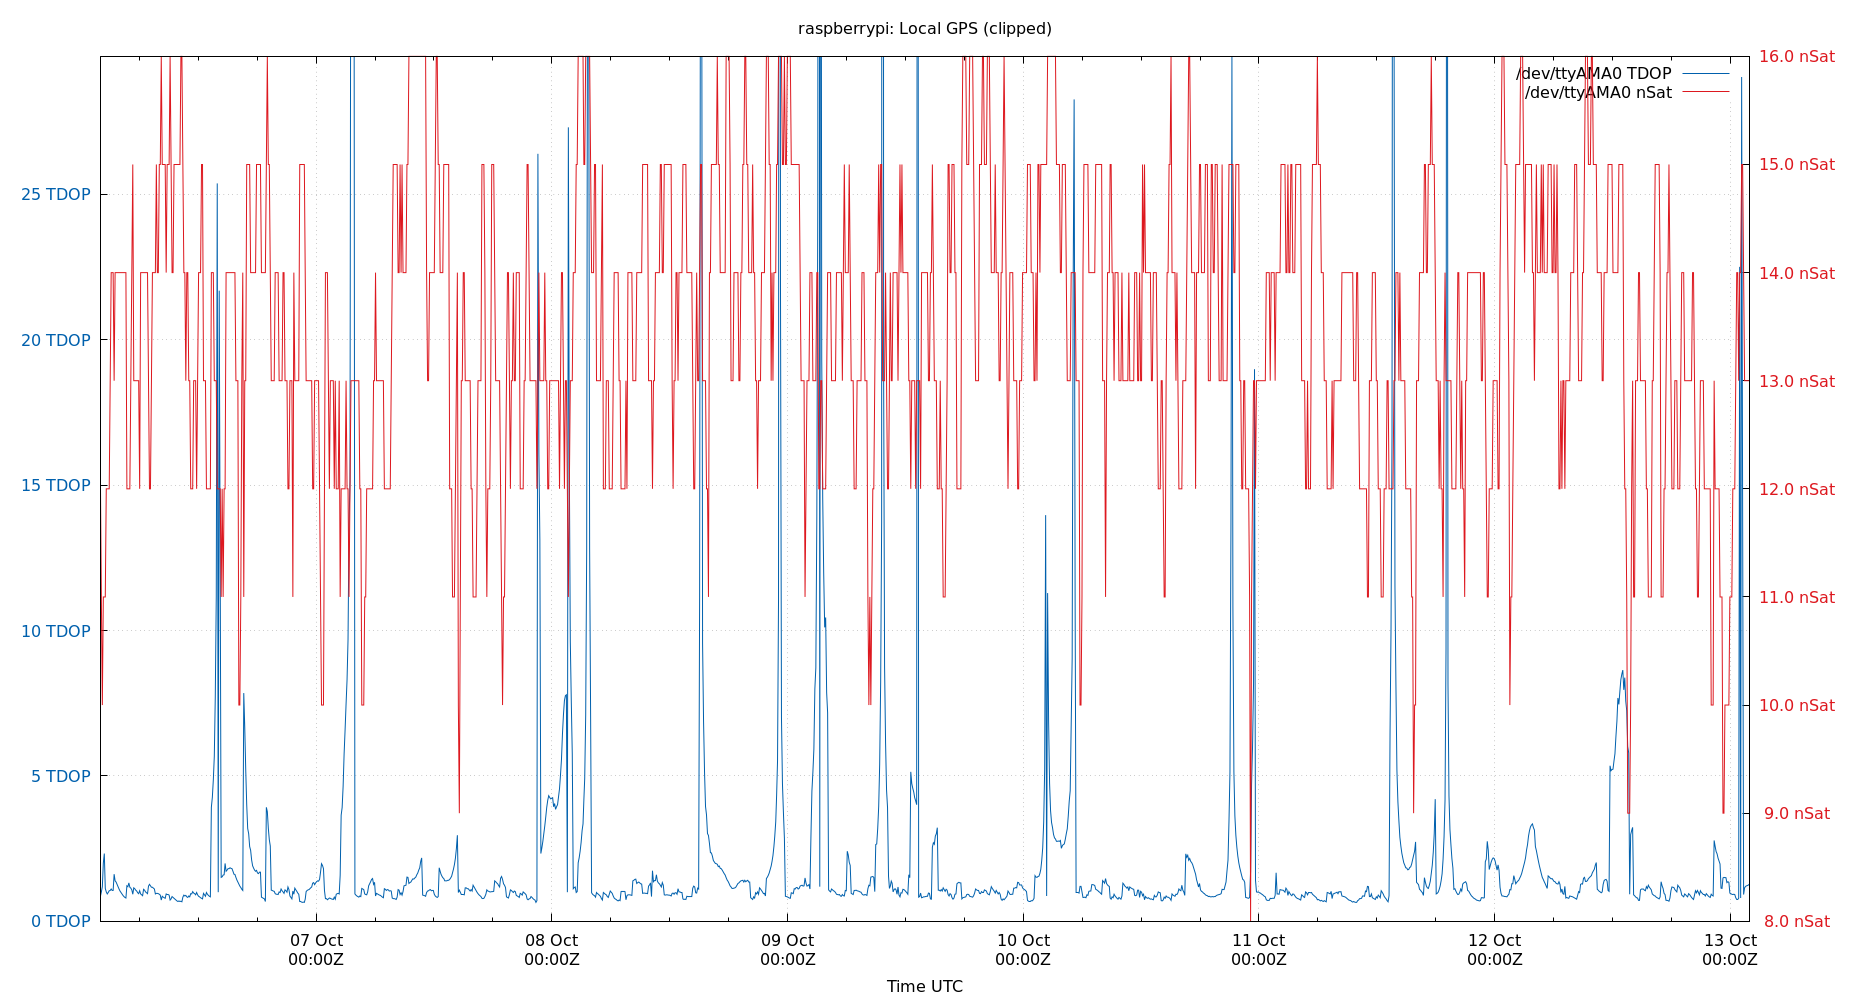 raspberrypi: Local GPS (clipped)
16.0 nSat
/dev/ttyAMA0 TDOP
/dev/ttyAMA0 nSat
15.0 nSat
25 TDOP
14.0 nSat
20 TDOP
13.0 nSat
15 TDOP
12.0 nSat
11.0 nSat
10 TDOP
10.0 nSat
5 TDOP
9.0 nSat
0 TDOP
8.0 nSat
07 Oct
00:00Z
08 Oct
00:00Z
09 Oct
00:00Z
10 Oct
00:00Z
11 Oct
00:00Z
12 Oct
00:00Z
13 Oct
00:00Z
Time UTC